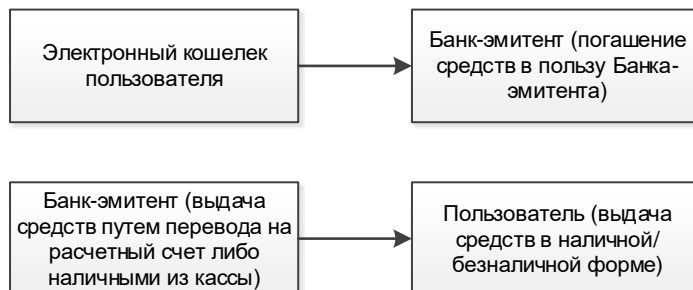 Электронный кошелек
пользователя
Банк-эмитент (погашение
средств в пользу Банка-
эмитента)
Банк-эмитент (выдача
средств путем перевода на
расчетный счет либо
наличными из кассы)
Пользователь (выдача
средств в наличной/
безналичной форме)